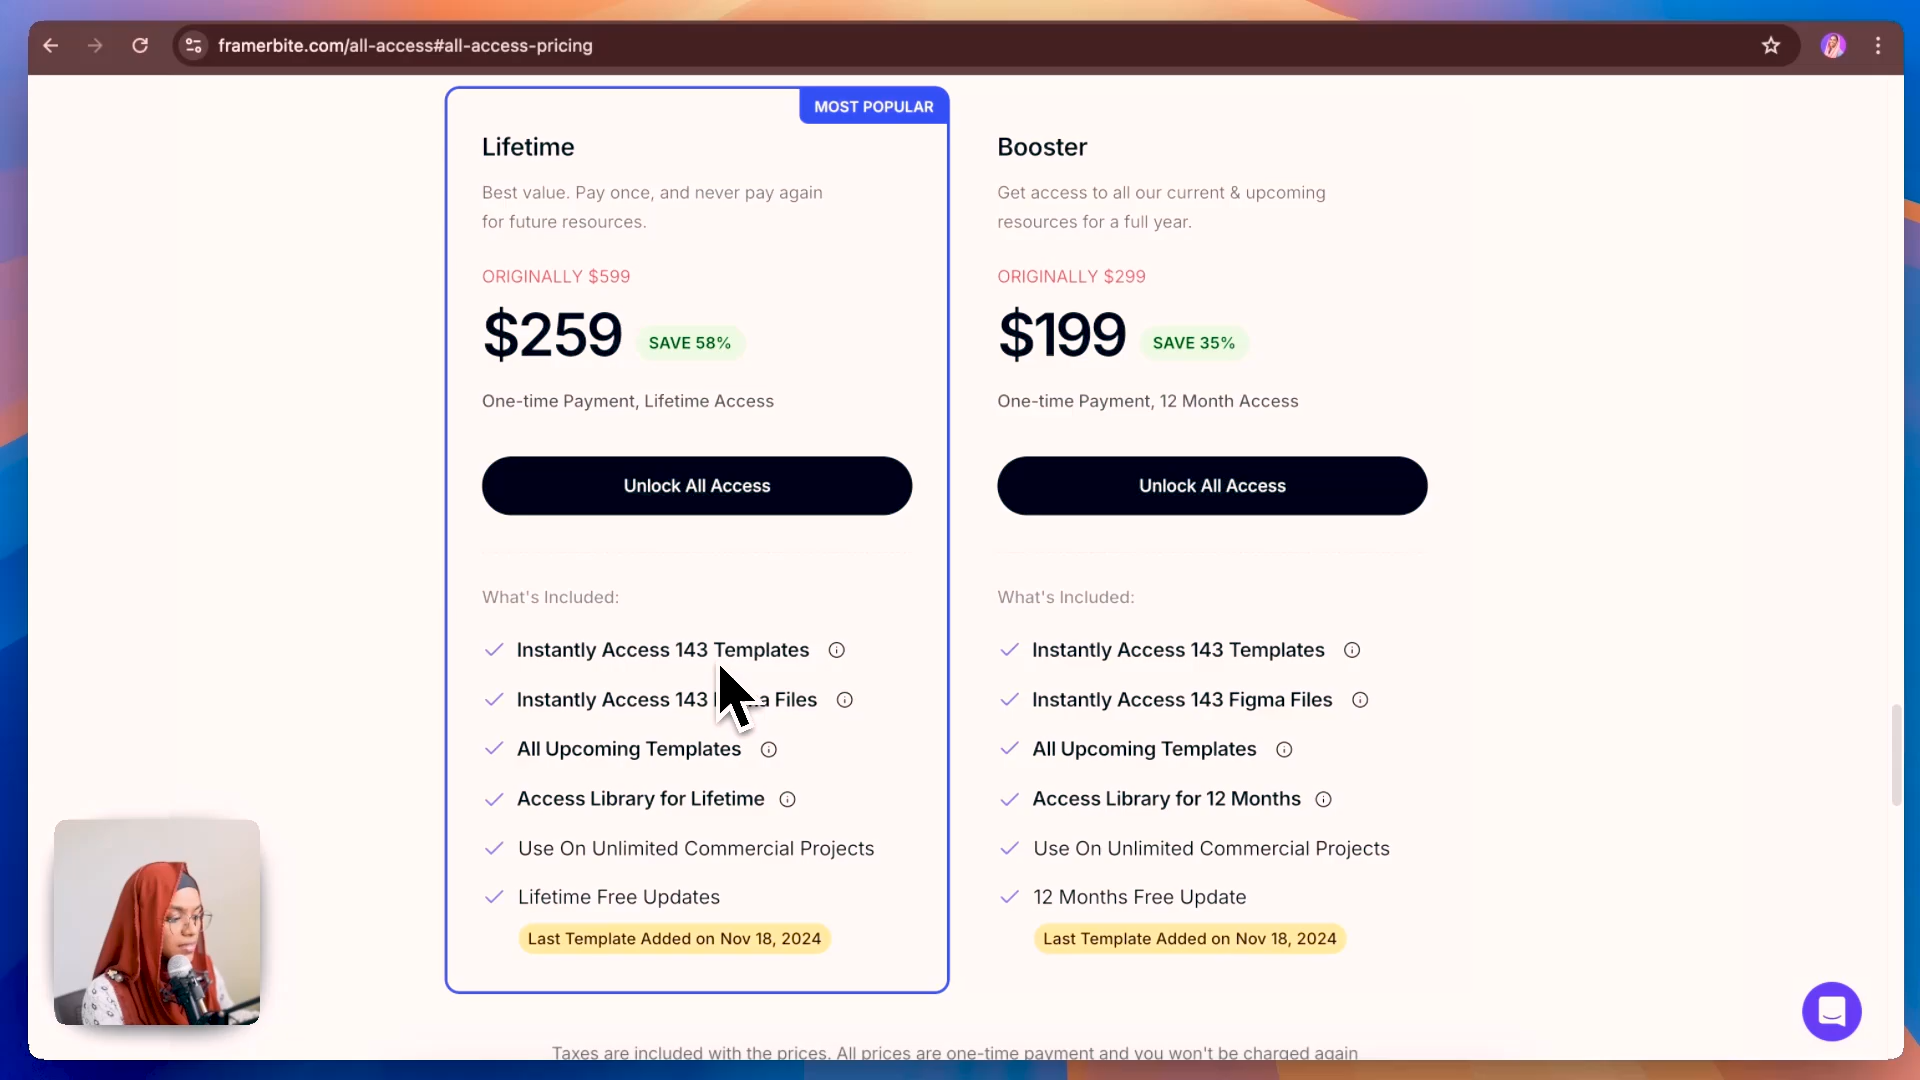 framerbite.com/all-access#all-access-pricing
MOST POPULAR
Lifetime
Best value. Pay once, and never pay again
for future resources.
ORIGINALLY $599
$259 SAVE 58%
One-time Payment, Lifetime Access
Unlock All Access
What's Included:
Instantly Access 143 Templates
Instantly Access 143 Files
All Upcoming Templates
Access Library for Lifetime
Use On Unlimited Commercial Projects
Lifetime Free Updates
Last Template Added on Nov 18, 2024
Booster
Get access to all our current & upcoming
resources for a full year.
ORIGINALLY $299
$199 SAVE 35%
One-time Payment, 12 Month Access
Unlock All Access
What's Included:
Instantly Access 143 Templates
Instantly Access 143 Figma Files
All Upcoming Templates
Access Library for 12 Months
Use On Unlimited Commercial Projects
12 Months Free Update
Last Template Added on Nov 18, 2024
Taxes are included with the prices. All prices are one-time payment and you won't be charged again